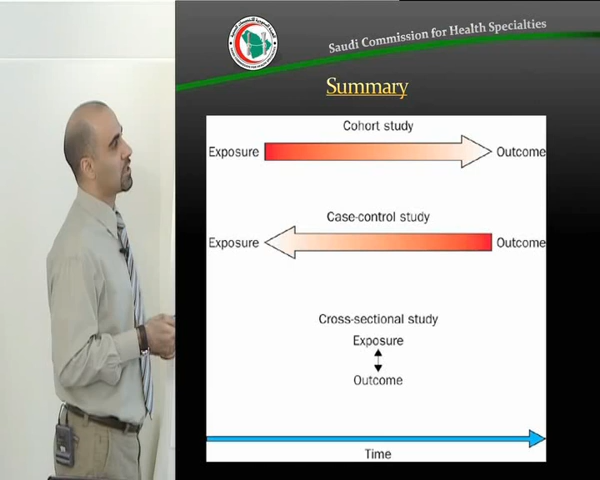 Saudi Commission for Health Specialties
Summary
Cohort study
Exposure
Outcome
Case-control study
Exposure
Outcome
Cross-sectional study
Exposure
Outcome
Time